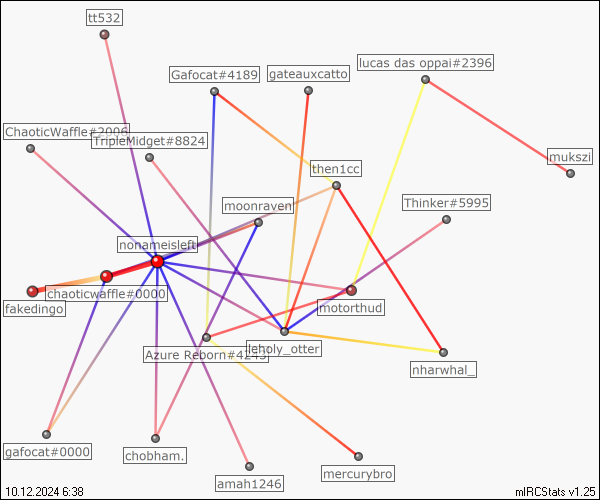 tt532
lucas das oppai#2396
Gafocat#4189
gateauxcatto
ChaoticWaffle#2006
TripleMidget#8824
mukszi
then1cc
Thinker#5995
moonraven
nonameisleft
chaoticwaffle#0000
fakedingo
motorthud
leholy_otter
Azure Reborn#4243
nharwhal_
gafocat#0000
chobham.
mercurybro
amah1246
10.12.2024 6:38
mIRCStats v1.25